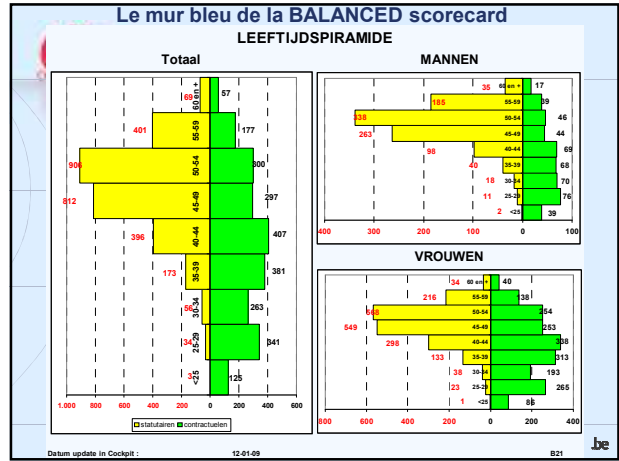 Le mur bleu de la BALANCED scorecard
LEEFTIJDSPIRAMIDE
Totaal
69 60 en + 57
401 55-59 177
906 50-54 300
812 45-49 297
396 40-44 407
173 35-39 381
56 30-34 263
34 25-29 341
3 <25 125
1.000 800 600 400 200 0 200 400 600
statutairen contractuelen
MANNEN
35 60 en + 17
185 55-59 39
338 50-54 46
263 45-49 44
98 40-44 69
40 35-39 68
18 30-34 70
11 25-29 76
2 <25 39
400 300 200 100 0 100
VROUWEN
34 60 en + 40
216 55-59 138
568 50-54 254
549 45-49 253
298 40-44 338
133 35-39 313
38 30-34 193
23 25-29 265
1 <25 86
800 600 400 200 0 200 400
Datum update in Cockpit : 12-01-09 B21
.be